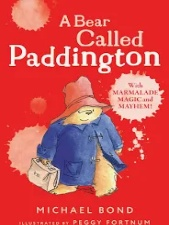 A Bear
Called
Paddington
With
MARMALADE,
MAGIC and
MAYHEM!
MICHAEL BOND
ILLUSTRATED BY PEGGY FORTNUM